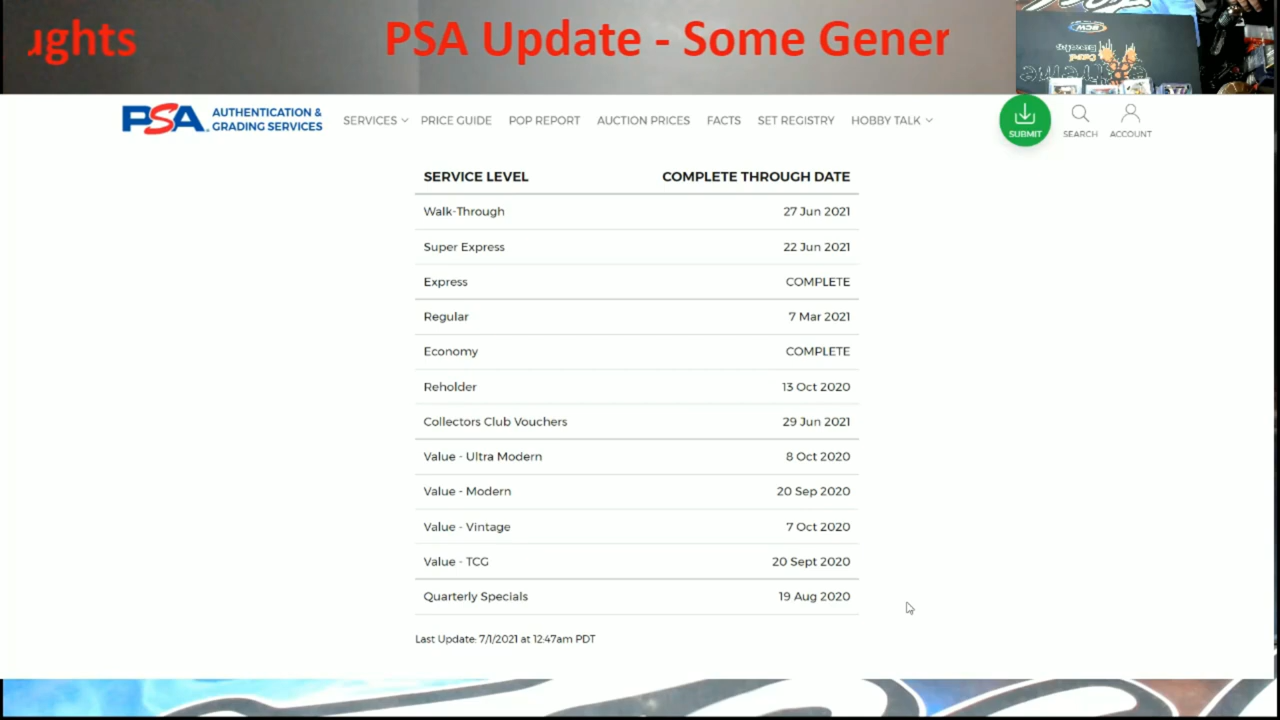 ughts PSA Update - Some Gener
PSA AUTHENTICATION &
GRADING SERVICES
SERVICES PRICE GUIDE POP REPORT AUCTION PRICES FACTS SET REGISTRY HOBBY TALK
SUBMIT SEARCH ACCOUNT
SERVICE LEVEL COMPLETE THROUGH DATE
Walk-Through 27 Jun 2021
Super Express 22 Jun 2021
Express COMPLETE
Regular 7 Mar 2021
Economy COMPLETE
Reholder 13 Oct 2020
Collectors Club Vouchers 29 Jun 2021
Value - Ultra Modern 8 Oct 2020
Value - Modern 20 Sep 2020
Value - Vintage 7 Oct 2020
Value - TCG 20 Sept 2020
Quarterly Specials 19 Aug 2020
Last Update: 7/1/2021 at 12:47am PDT